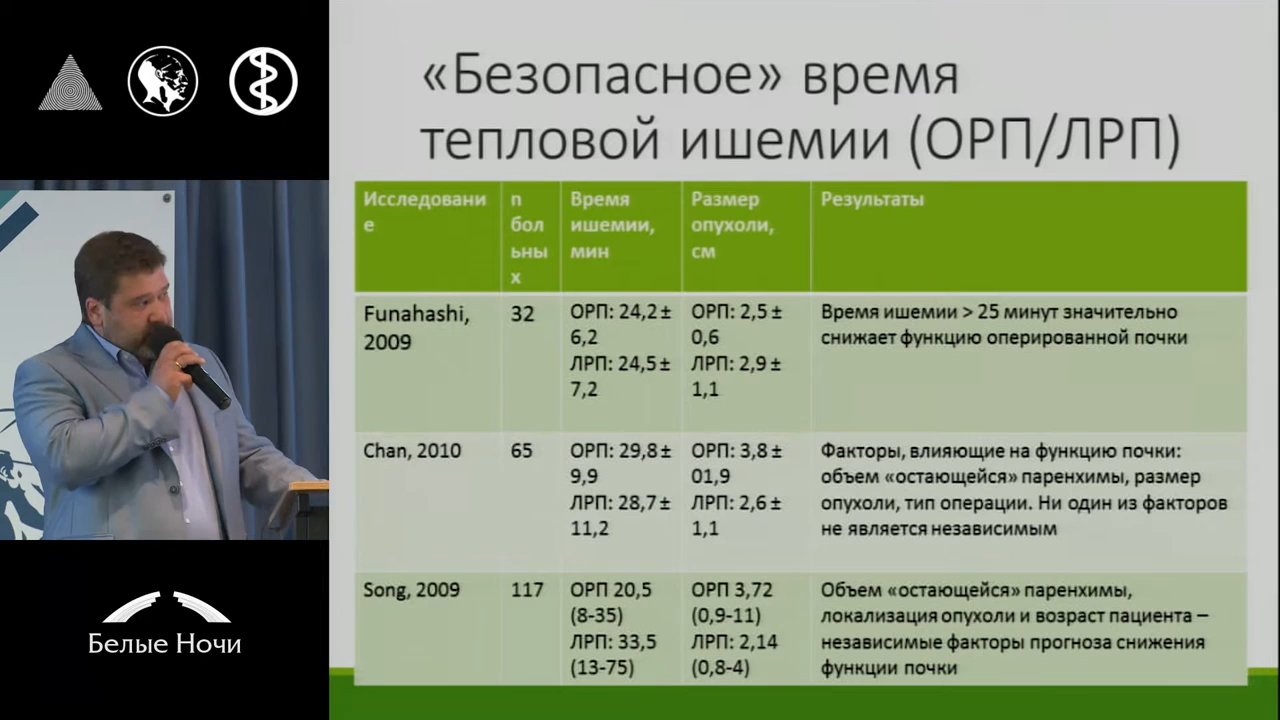 «Безопасное» время
тепловой ишемии (ОРП/ЛРП)
Исследовани
е
n
бол
ьны
х
Время
ишемии,
мин
Размер
опухоли,
см
Результаты
Funahashi,
2009
32
ОРП: 24,2 ±
6,2
ЛРП: 24,5 ±
7,2
ОРП: 2,5 ±
0,6
ЛРП: 2,9 ±
1,1
Время ишемии > 25 минут значительно
снижает функцию оперированной почки
Chan, 2010
65
ОРП: 29,8 ±
9,9
ЛРП: 28,7 ±
11,2
ОРП: 3,8 ±
01,9
ЛРП: 2,6 ±
1,1
Факторы, влияющие на функцию почки:
объем «остающейся» паренхимы, размер
опухоли, тип операции. Ни один из факторов
не является независимым
Song, 2009
117
ОРП 20,5
(8-35)
ЛРП: 33,5
(13-75)
ОРП 3,72
(0,9-11)
ЛРП: 2,14
(0,8-4)
Объем «остающейся» паренхимы,
локализация опухоли и возраст пациента –
независимые факторы прогноза снижения
функции почки
Белые Ночи